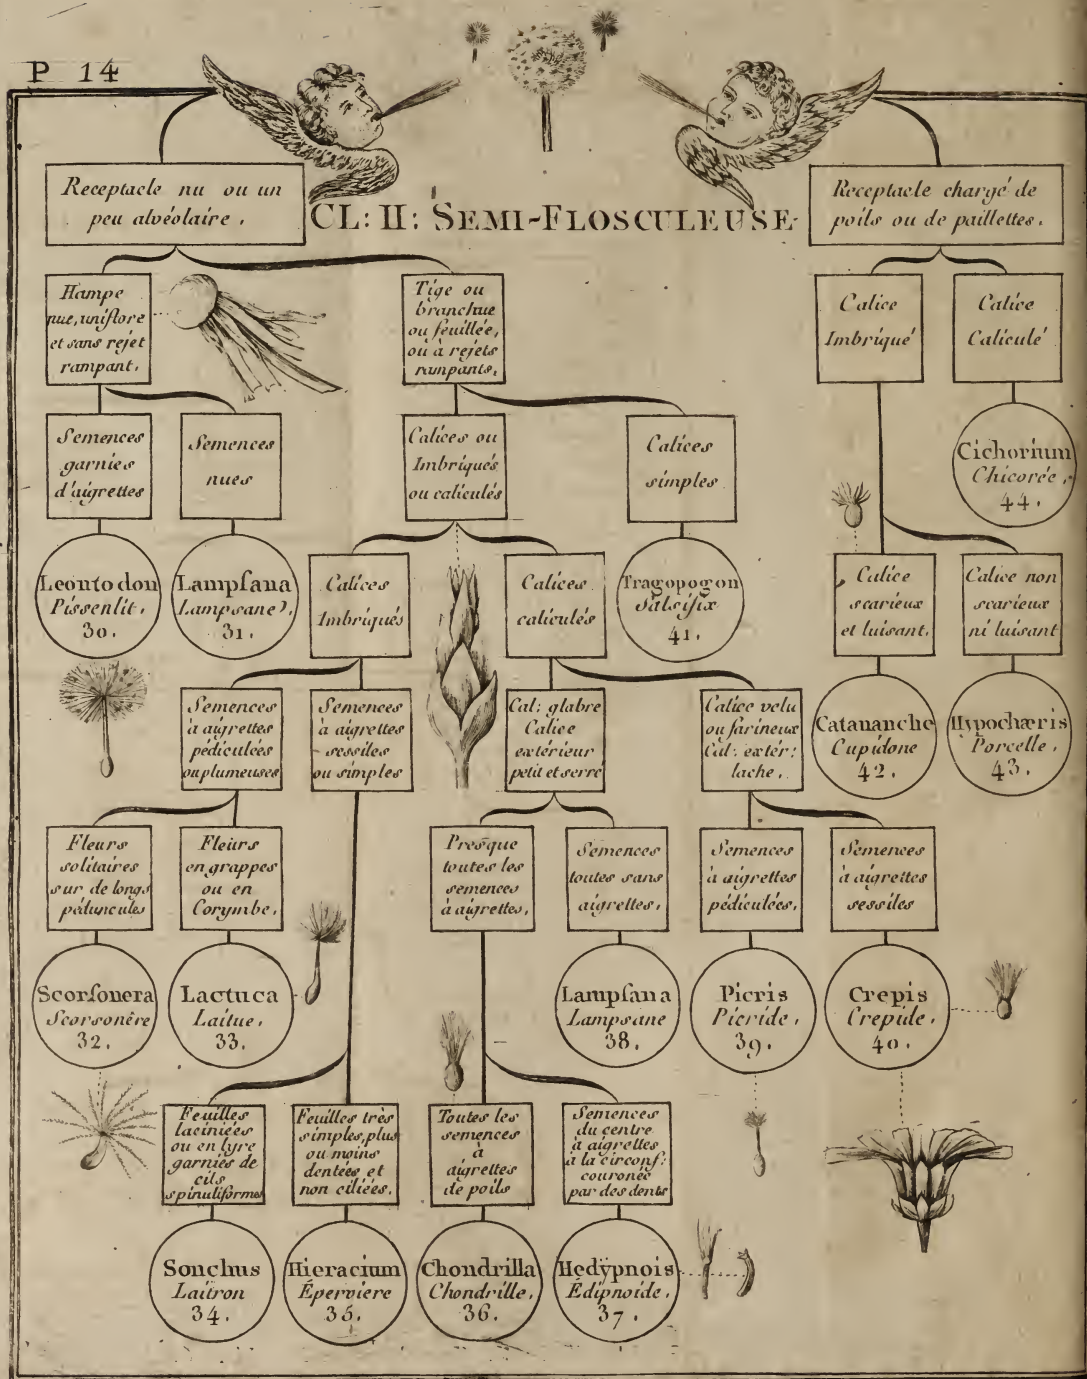 P 14
Receptacle nu ou un
peu alvéolaire.
CL: II: SEMI-FLOSCULEUSE
Receptacle chargé de
poils ou de paillettes.
Hampe
nue, uniflore
et sans rejet
rampant.
Tige ou
branchue
ou feuillée,
ou à rejets
rampants.
Calice
Imbriqué
Calice
Caliculé
Semences
garnies
d'aigrettes
Semences
nues
Calices ou
Imbriqués
ou caliculés
Calices
simples
Cichorium
Chicorée.
44.
Leontodon
Pissenlit.
30.
Lampſana
Lampsane).
31.
Calices
Imbriqués
Calices
caliculés
Tragopogon
Salsifix
41.
Calice
scarieux
et luisant.
Calice non
scarieux
ni luisant
Semences
à aigrettes
pédiculées
ou plumeuses
Semences
à aigrettes
sessiles
ou simples
Cal: glabre
Calice
extérieur
petit et serré
Calice velu
ou farineux
Cal: extér:
lache.
Catananche
Cupidone
42.
Hypochæris
Porcelle.
43.
Fleurs
solitaires
sur de longs
péduncules
Fleurs
en grappes
ou en
Corymbe.
Presque
toutes les
semences
à aigrettes.
Semences
toutes sans
aigrettes.
Semences
à aigrettes
pédiculées.
Semences
à aigrettes
sessiles
Scorſonera
Scorsonère
32.
Lactuca
Laitue.
33.
Lampſana
Lampsane
38.
Picris
Picride.
39.
Crepis
Crepide.
40.
Feuilles
laciniées
ou en lyre
garnies de
cils
spinuliformes
Feuilles très
simples, plus
ou moins
dentées et
non ciliées.
Toutes les
semences
à
aigrettes
de poils
Semences
du centre
à aigrettes
à la circonf:
couronée
par des dents
Sonchus
Laitron
34.
Hieracium
Éperviere
35.
Chondrilla
Chondrille.
36.
Hedÿpnois
Édipnoide.
37.